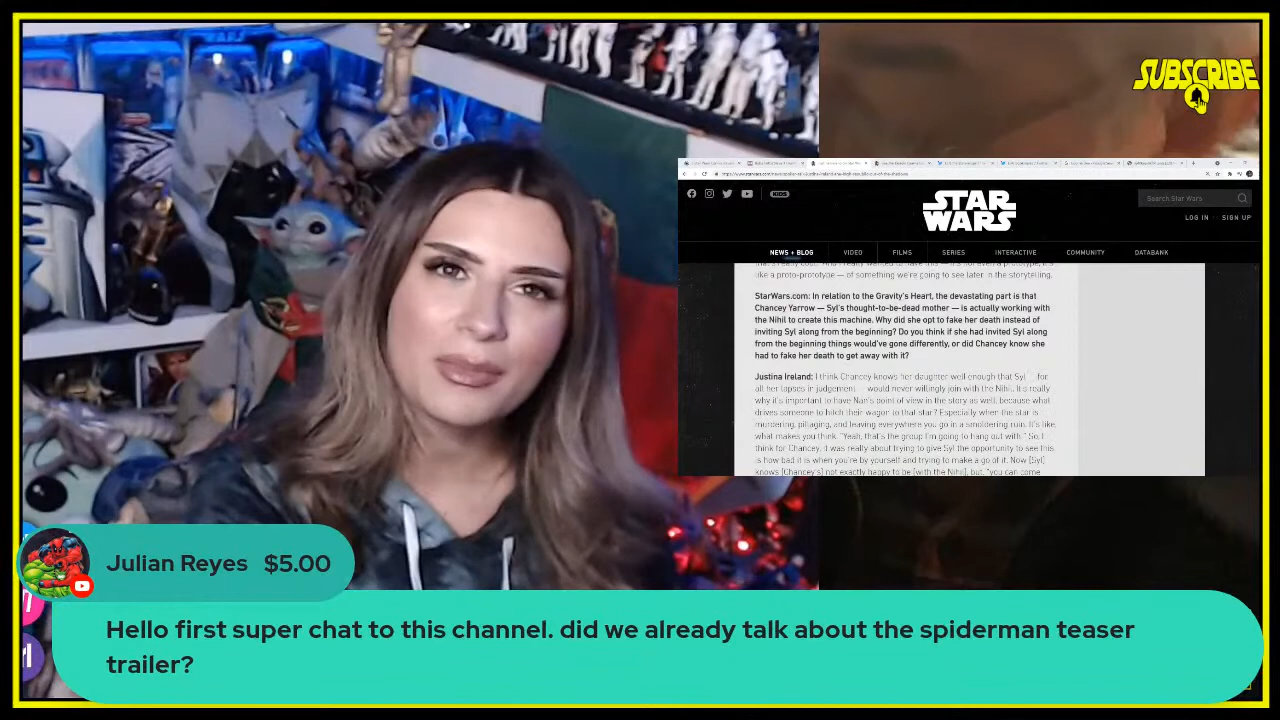 SUBSCRIBE
KIDS
STAR
WARS
Search Star Wars
LOG IN
SIGN UP
NEWS + BLOG
VIDEO
FILMS
SERIES
INTERACTIVE
COMMUNITY
DATABANK
like a proto-prototype — of something we're going to see later in the storytelling.
StarWars.com: In relation to the Gravity's Heart, the devastating part is that
Chancey Yarrow — Syl's thought-to-be-dead mother — is actually working with
the Nihil to create this machine. Why did she opt to fake her death instead of
inviting Syl along from the beginning? Do you think if she had invited Syl along
from the beginning things would've gone differently, or did Chancey know she
had to fake her death to get away with it?
Justina Ireland: I think Chancey knows her daughter well enough that Syl — for
all her lapses in judgement — would never willingly join with the Nihil. It's really
why it's important to have Nan's point of view in the story as well, because what
drives someone to hitch their wagon to that star? Especially when the star is
murdering, pillaging, and leaving everywhere you go in a smoldering ruin. It's like,
what makes you think, "Yeah, that's the group I'm going to hang out with." So, I
think for Chancey, it was really about trying to give Syl the opportunity to see this
is how bad it is when you're by yourself and trying to make a go of it. Now [Syl]
knows [Chancey's] not exactly happy to be [with the Nihil], but, "you can come
Julian Reyes $5.00
Hello first super chat to this channel. did we already talk about the spiderman teaser
trailer?